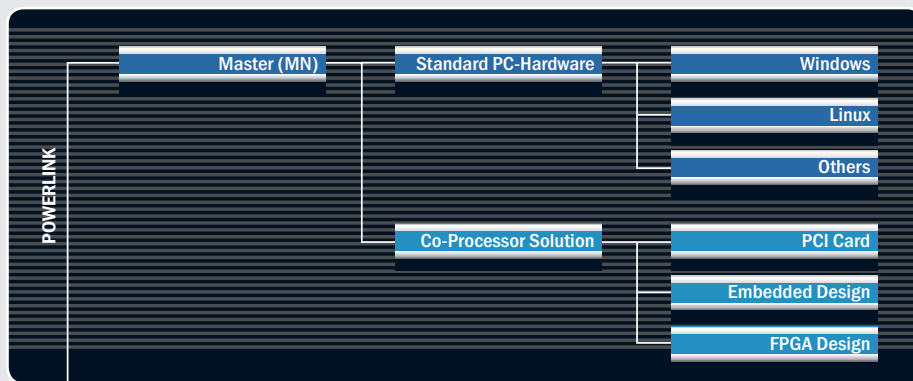 POWERLINK
Master (MN)
Standard PC-Hardware
Windows
Linux
Others
Co-Processor Solution
PCI Card
Embedded Design
FPGA Design